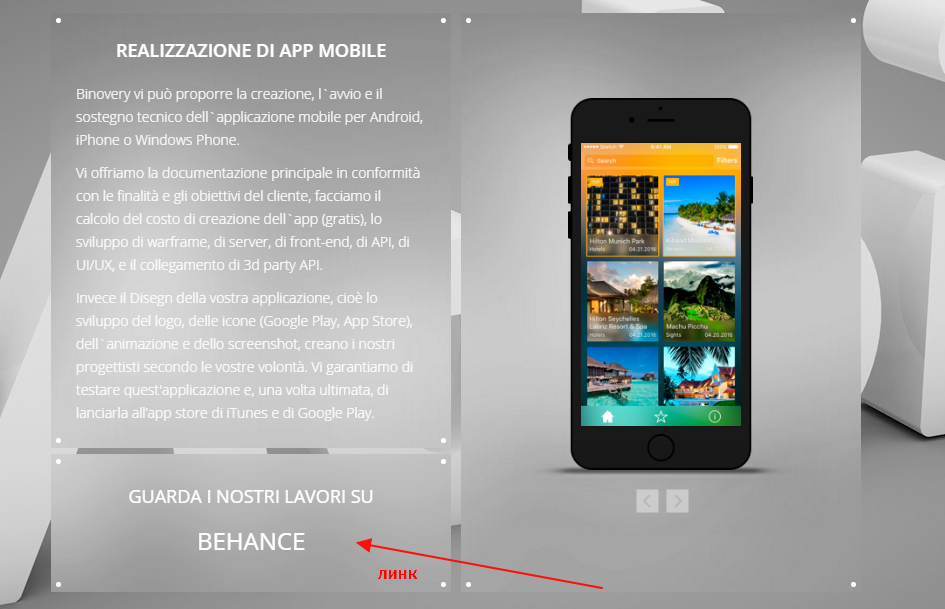 REALIZZAZIONE DI APP MOBILE
Binovery vi può proporre la creazione, l`avvio e il
sostegno tecnico dell`applicazione mobile per Android,
iPhone o Windows Phone.
Vi offriamo la documentazione principale in conformità
con le finalità e gli obiettivi del cliente, facciamo il
calcolo del costo di creazione dell`app (gratis), lo
sviluppo di warframe, di server, di front-end, di API, di
UI/UX, e il collegamento di 3d party API.
Invece il Disegn della vostra applicazione, cioè lo
sviluppo del logo, delle icone (Google Play, App Store),
dell`animazione e dello screenshot, creano i nostri
progettisti secondo le vostre volontà. Vi garantiamo di
testare quest'applicazione e, una volta ultimata, di
lanciarla all'app store di iTunes e di Google Play.
GUARDA I NOSTRI LAVORI SU
BEHANCE
линк
Sketch 9:41 AM 100%
Search Filters
Hilton Munich Park
Hotels 04.21.2016
Hilton Seychelles
Labriz Resort & Spa
Hotels 04.21.2016
Machu Picchu
Sights 04.20.2016